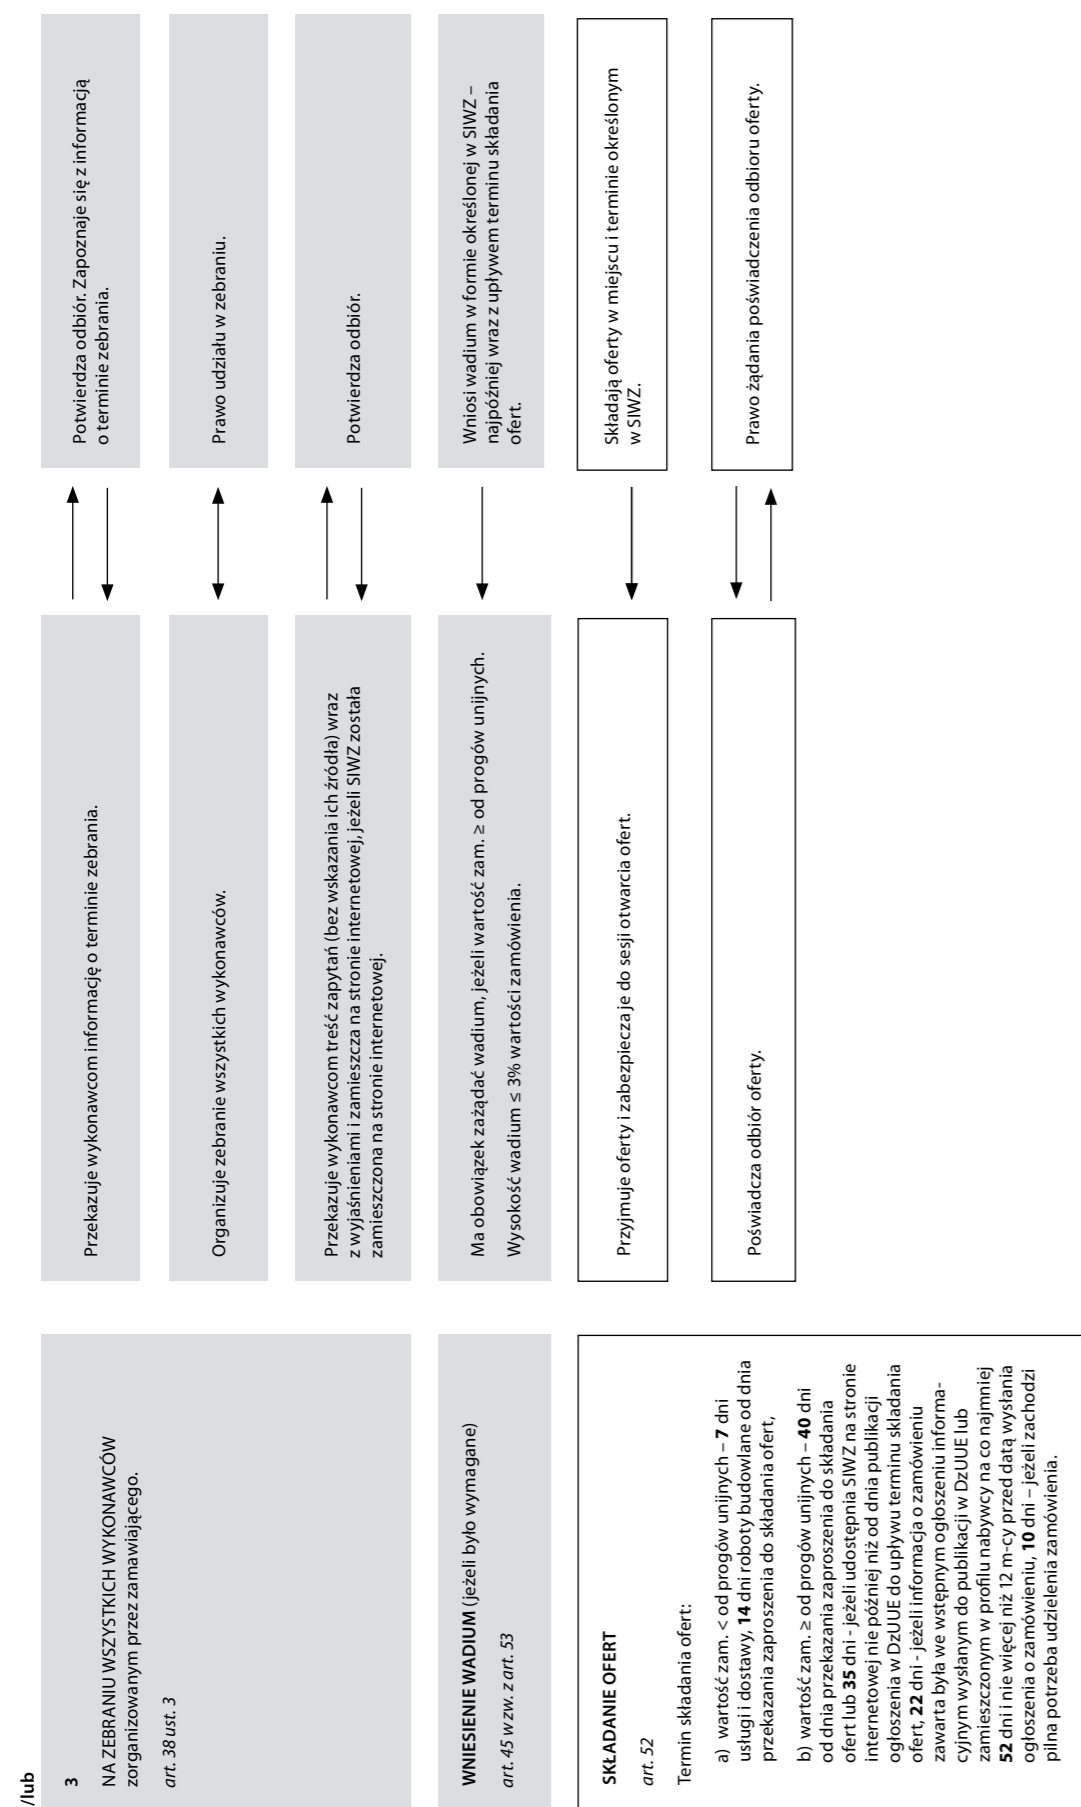 /lub
3
NA ZEBRANIU WSZYSTKICH WYKONAWCÓW
zorganizowanym przez zamawiającego.
art. 38 ust. 3
Przekazuje wykonawcom informację o terminie zebrania.
Potwierdza odbiór. Zapoznaje się z informacją
o terminie zebrania.
Organizuje zebranie wszystkich wykonawców.
Prawo udziału w zebraniu.
Przekazuje wykonawcom treść zapytań (bez wskazania ich źródła) wraz
z wyjaśnieniami i zamieszcza na stronie internetowej, jeżeli SIWZ została
zamieszczona na stronie internetowej.
Potwierdza odbiór.
WNIESIENIE WADIUM (jeżeli było wymagane)
art. 45 w zw. z art. 53
Ma obowiązek zażądać wadium, jeżeli wartość zam. ≥ od progów unijnych.
Wysokość wadium ≤ 3% wartości zamówienia.
Wniosi wadium w formie określonej w SIWZ –
najpóźniej wraz z upływem terminu składania
ofert.
SKŁADANIE OFERT
art. 52
Termin składania ofert:
a) wartość zam. < od progów unijnych – 7 dni
usługi i dostawy, 14 dni roboty budowlane od dnia
przekazania zaproszenia do składania ofert,
b) wartość zam. ≥ od progów unijnych – 40 dni
od dnia przekazania zaproszenia do składania
ofert lub 35 dni - jeżeli udostępnia SIWZ na stronie
internetowej nie później niż od dnia publikacji
ogłoszenia w DzUUE do upływu terminu skladania
ofert, 22 dni - jeżeli informacja o zamówieniu
zawarta była we wstępnym ogłoszeniu informa-
cyjnym wysłanym do publikacji w DzUUE lub
zamieszczonym w profilu nabywcy na co najmniej
52 dni i nie więcej niż 12 m-cy przed datą wysłania
ogłoszenia o zamówieniu, 10 dni – jeżeli zachodzi
pilna potrzeba udzielenia zamówienia.
Przyjmuje oferty i zabezpiecza je do sesji otwarcia ofert.
Składają oferty w miejscu i terminie określonym
w SIWZ.
Poświadcza odbiór oferty.
Prawo żądania poświadczenia odbioru oferty.